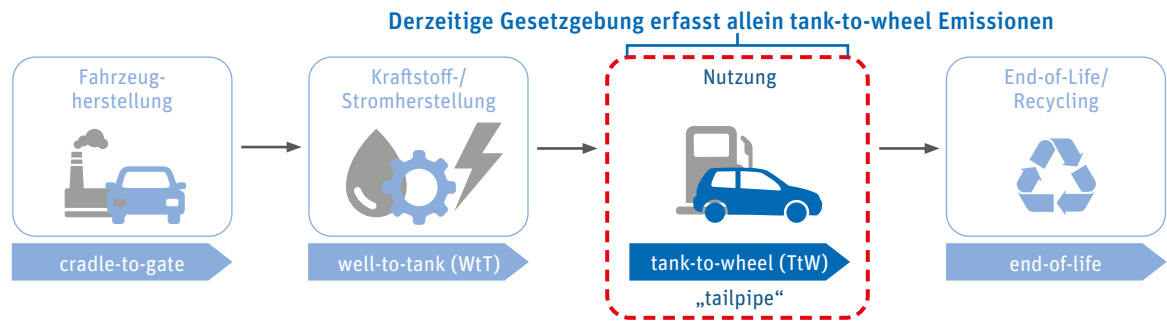 Derzeitige Gesetzgebung erfasst allein tank-to-wheel Emissionen
Fahrzeug-
herstellung
cradle-to-gate
Kraftstoff-/
Stromherstellung
well-to-tank (WtT)
Nutzung
tank-to-wheel (TtW)
„tailpipe“
End-of-Life/
Recycling
end-of-life